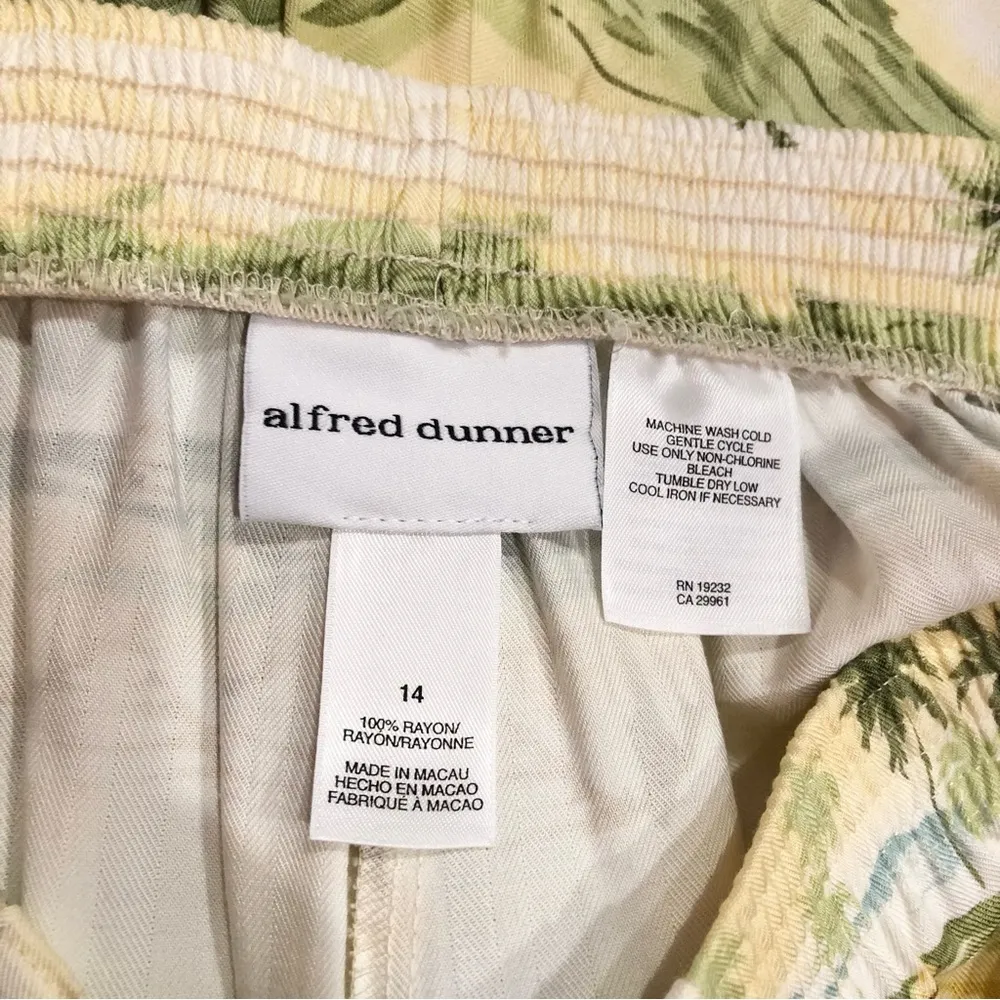 alfred dunner
14
100% RAYON/
RAYON/RAYONNE
MADE IN MACAU
HECHO EN MACAO
FABRIQUÉ À MACAO
MACHINE WASH COLD
GENTLE CYCLE
USE ONLY NON-CHLORINE
BLEACH
TUMBLE DRY LOW
COOL IRON IF NECESSARY
RN 19232
CA 29961